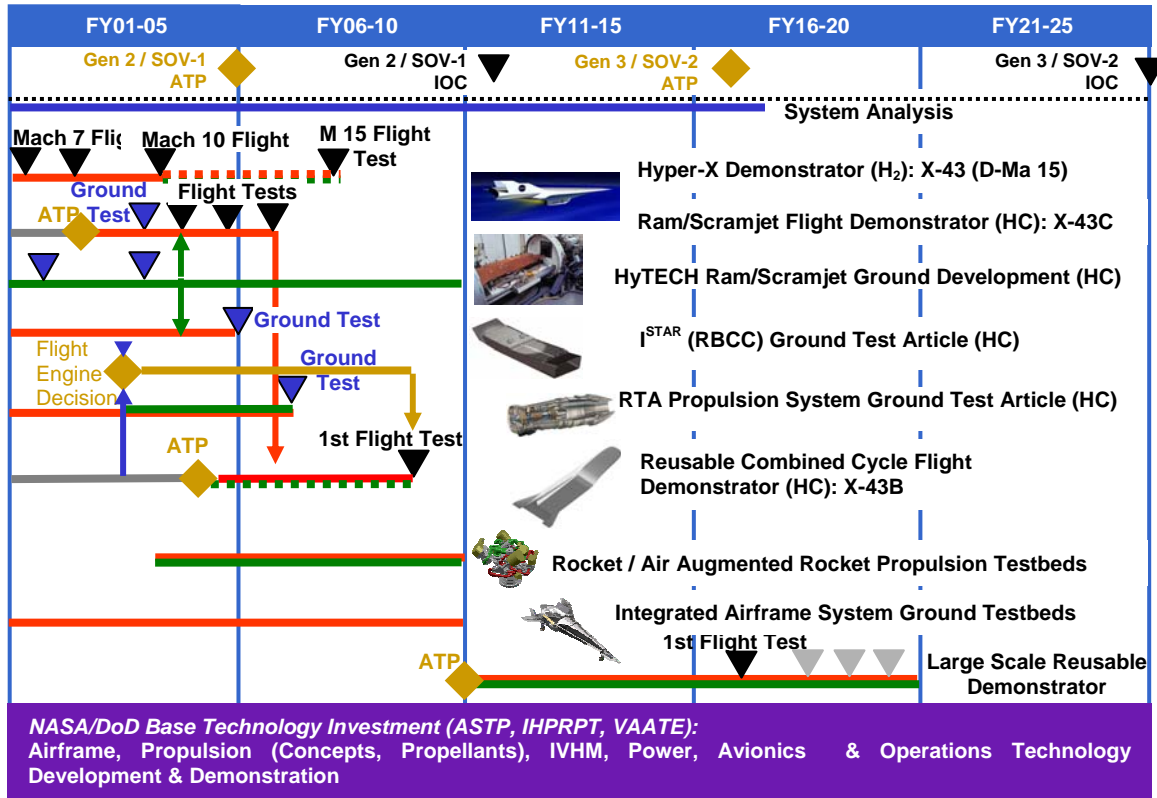 FY01-05 FY06-10 FY11-15 FY16-20 FY21-25
Gen 2 / SOV-1
ATP
Gen 2 / SOV-1
IOC
Gen 3 / SOV-2
ATP
Gen 3 / SOV-2
IOC
System Analysis
Mach 7 Flig
Mach 10 Flight
M 15 Flight
Test
Hyper-X Demonstrator (H₂): X-43 (D-Ma 15)
Ground
Test
Flight Tests
ATP
Ram/Scramjet Flight Demonstrator (HC): X-43C
HyTECH Ram/Scramjet Ground Development (HC)
Ground Test
Iˢᵀᴬᴿ (RBCC) Ground Test Article (HC)
Flight
Engine
Decision
Ground
Test
RTA Propulsion System Ground Test Article (HC)
ATP
1st Flight Test
Reusable Combined Cycle Flight
Demonstrator (HC): X-43B
Rocket / Air Augmented Rocket Propulsion Testbeds
Integrated Airframe System Ground Testbeds
1st Flight Test
ATP
Large Scale Reusable
Demonstrator
NASA/DoD Base Technology Investment (ASTP, IHPRPT, VAATE):
Airframe, Propulsion (Concepts, Propellants), IVHM, Power, Avionics & Operations Technology
Development & Demonstration